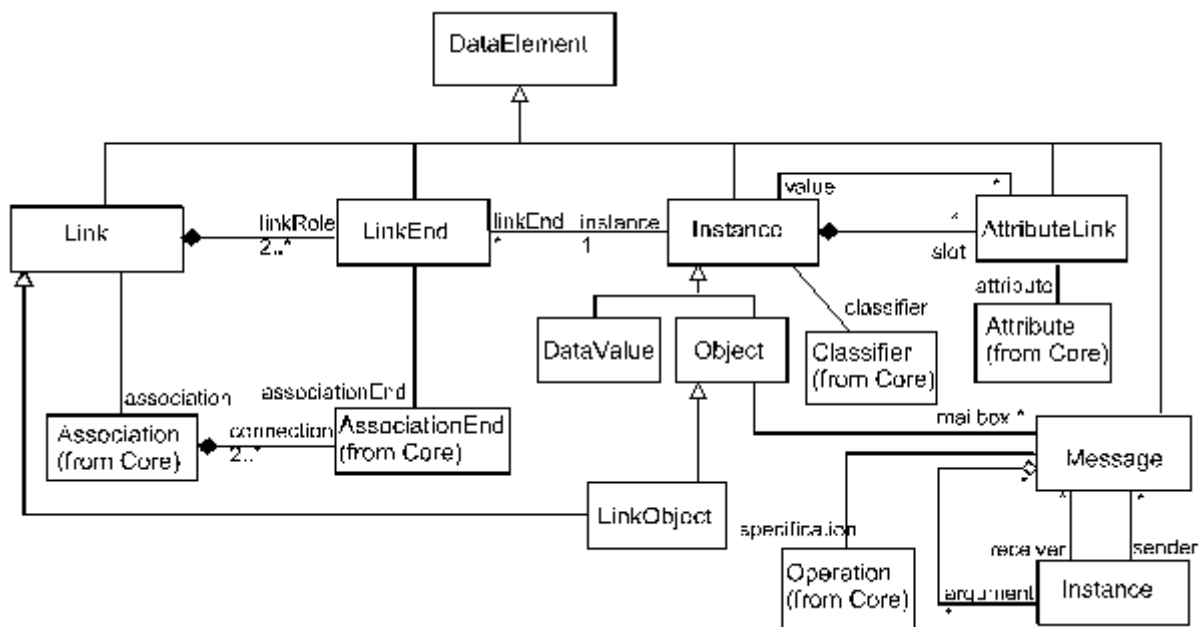 DataElement
value
*
Link
linkRole
2..*
LinkEnd
linkEnd
*
instance
1
Instance
*
slot
AttributeLink
attribute
classifier
DataValue
Object
Classifier
(from Core)
Attribute
(from Core)
association
associationEnd
Association
(from Core)
connection
2..*
AssociationEnd
(from Core)
mailbox *
Message
*
*
*
LinkObject
specification
receiver
sender
Operation
(from Core)
argument
*
Instance